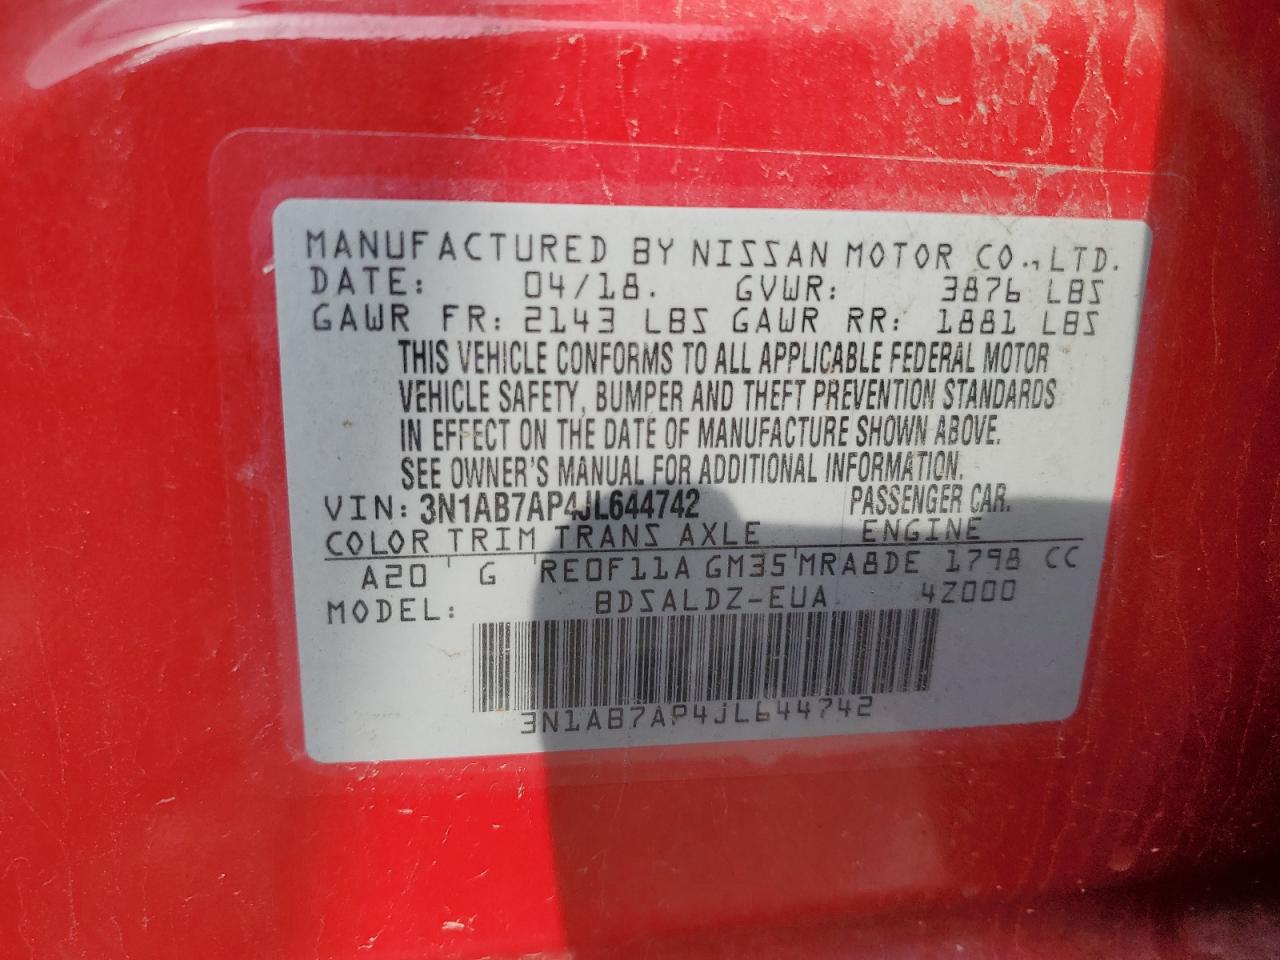 MANUFACTURED BY NISSAN MOTOR CO., LTD.
DATE: 04/18. GVWR: 3876 LBS
GAWR FR: 2143 LBS GAWR RR: 1881 LBS
THIS VEHICLE CONFORMS TO ALL APPLICABLE FEDERAL MOTOR
VEHICLE SAFETY, BUMPER AND THEFT PREVENTION STANDARDS
IN EFFECT ON THE DATE OF MANUFACTURE SHOWN ABOVE.
SEE OWNER'S MANUAL FOR ADDITIONAL INFORMATION.
VIN: 3N1AB7AP4JL644742 PASSENGER CAR.
COLOR TRIM TRANS AXLE ENGINE
A20 G RE0F11A GM35 MRA8DE 1798 CC
MODEL: BDSALDZ-EUA 4Z000
3N1AB7AP4JL644742